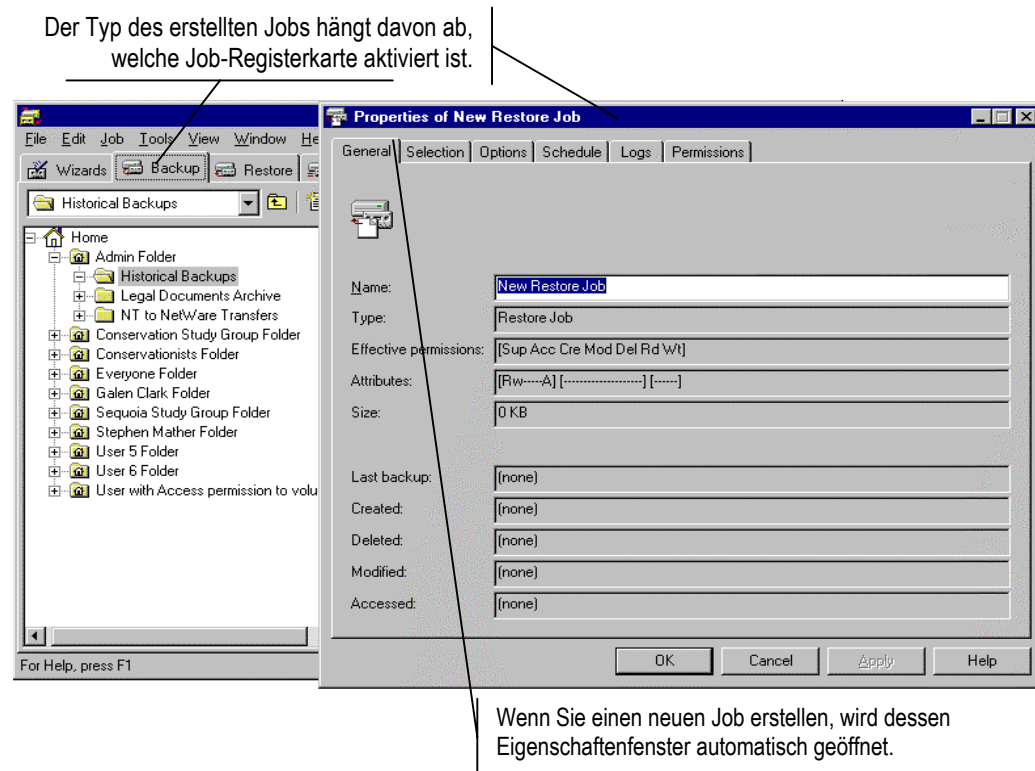 Der Typ des erstellten Jobs hängt davon ab,
welche Job-Registerkarte aktiviert ist.
File Edit Job Tools View Window He
Wizards Backup Restore
Historical Backups
Home
Admin Folder
Historical Backups
Legal Documents Archive
NT to NetWare Transfers
Conservation Study Group Folder
Conservationists Folder
Everyone Folder
Galen Clark Folder
Sequoia Study Group Folder
Stephen Mather Folder
User 5 Folder
User 6 Folder
User with Access permission to volu
For Help, press F1
Properties of New Restore Job
General Selection Options Schedule Logs Permissions
Name: New Restore Job
Type: Restore Job
Effective permissions: [Sup Acc Cre Mod Del Rd Wt]
Attributes: [Rw-----A] [-------------------] [------]
Size: 0 KB
Last backup: (none)
Created: (none)
Deleted: (none)
Modified: (none)
Accessed: (none)
OK Cancel Apply Help
Wenn Sie einen neuen Job erstellen, wird dessen
Eigenschaftenfenster automatisch geöffnet.